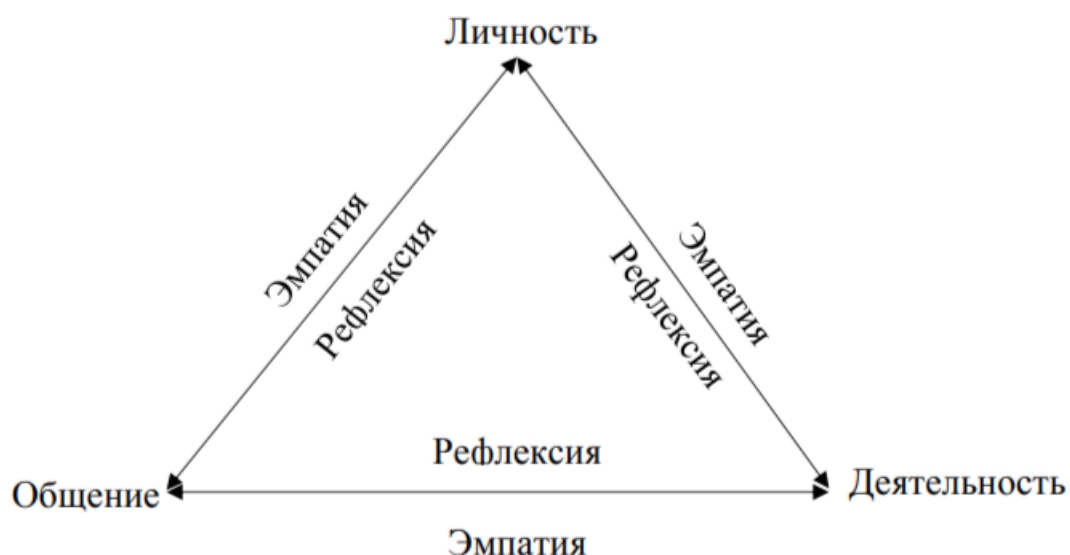 Личность
Эмпатия
Рефлексия
Эмпатия
Рефлексия
Рефлексия
Общение
Деятельность
Эмпатия